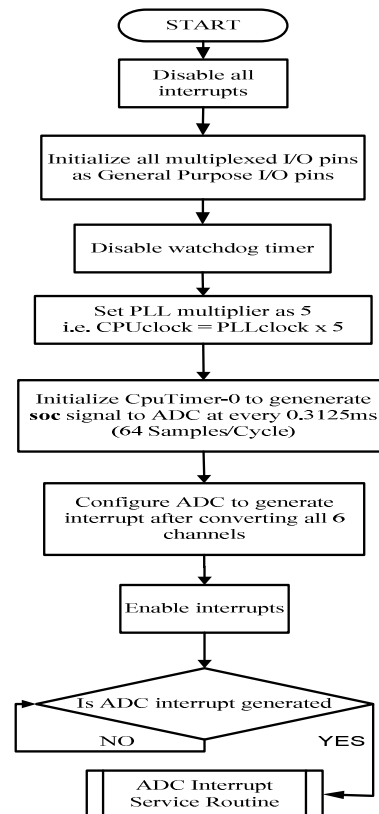 START
Disable all
interrupts
Initialize all multiplexed I/O pins
as General Purpose I/O pins
Disable watchdog timer
Set PLL multiplier as 5
i.e. CPUclock = PLLclock x 5
Initialize CpuTimer-0 to genenerate
soc signal to ADC at every 0.3125ms
(64 Samples/Cycle)
Configure ADC to generate
interrupt after converting all 6
channels
Enable interrupts
Is ADC interrupt generated
NO
YES
ADC Interrupt
Service Routine